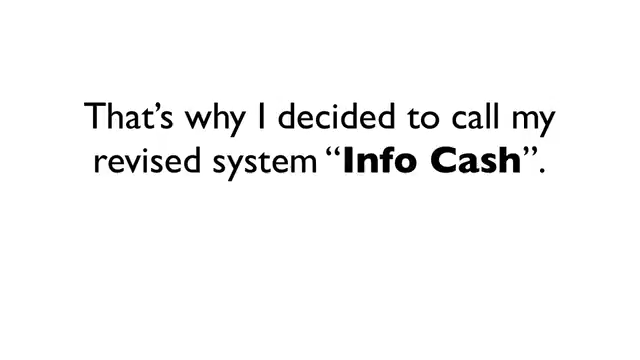 That’s why I decided to call my
revised system “Info Cash”.